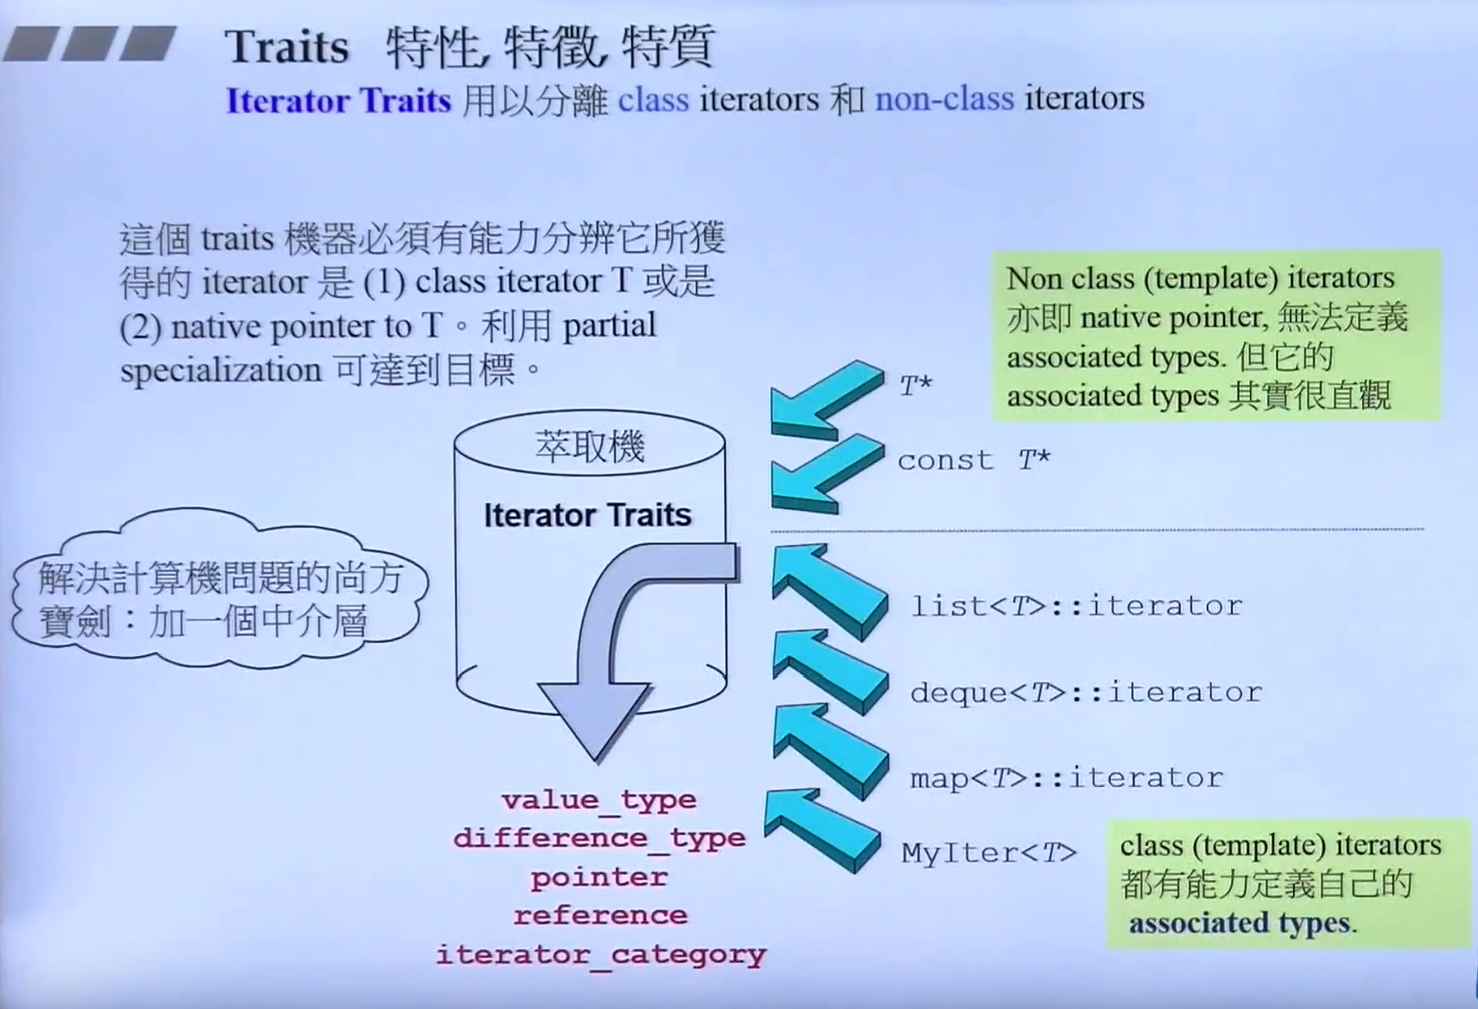 Traits 特性, 特徵, 特質
Iterator Traits 用以分離 class iterators 和 non-class iterators
這個 traits 機器必須有能力分辨它所獲
得的 iterator 是 (1) class iterator T 或是
(2) native pointer to T。利用 partial
specialization 可達到目標。
Non class (template) iterators
亦即 native pointer, 無法定義
associated types. 但它的
associated types 其實很直觀
T*
const T*
萃取機
Iterator Traits
解決計算機問題的尚方
寶劍：加一個中介層
list<T>::iterator
deque<T>::iterator
map<T>::iterator
MyIter<T>
value_type
difference_type
pointer
reference
iterator_category
class (template) iterators
都有能力定義自己的
associated types.